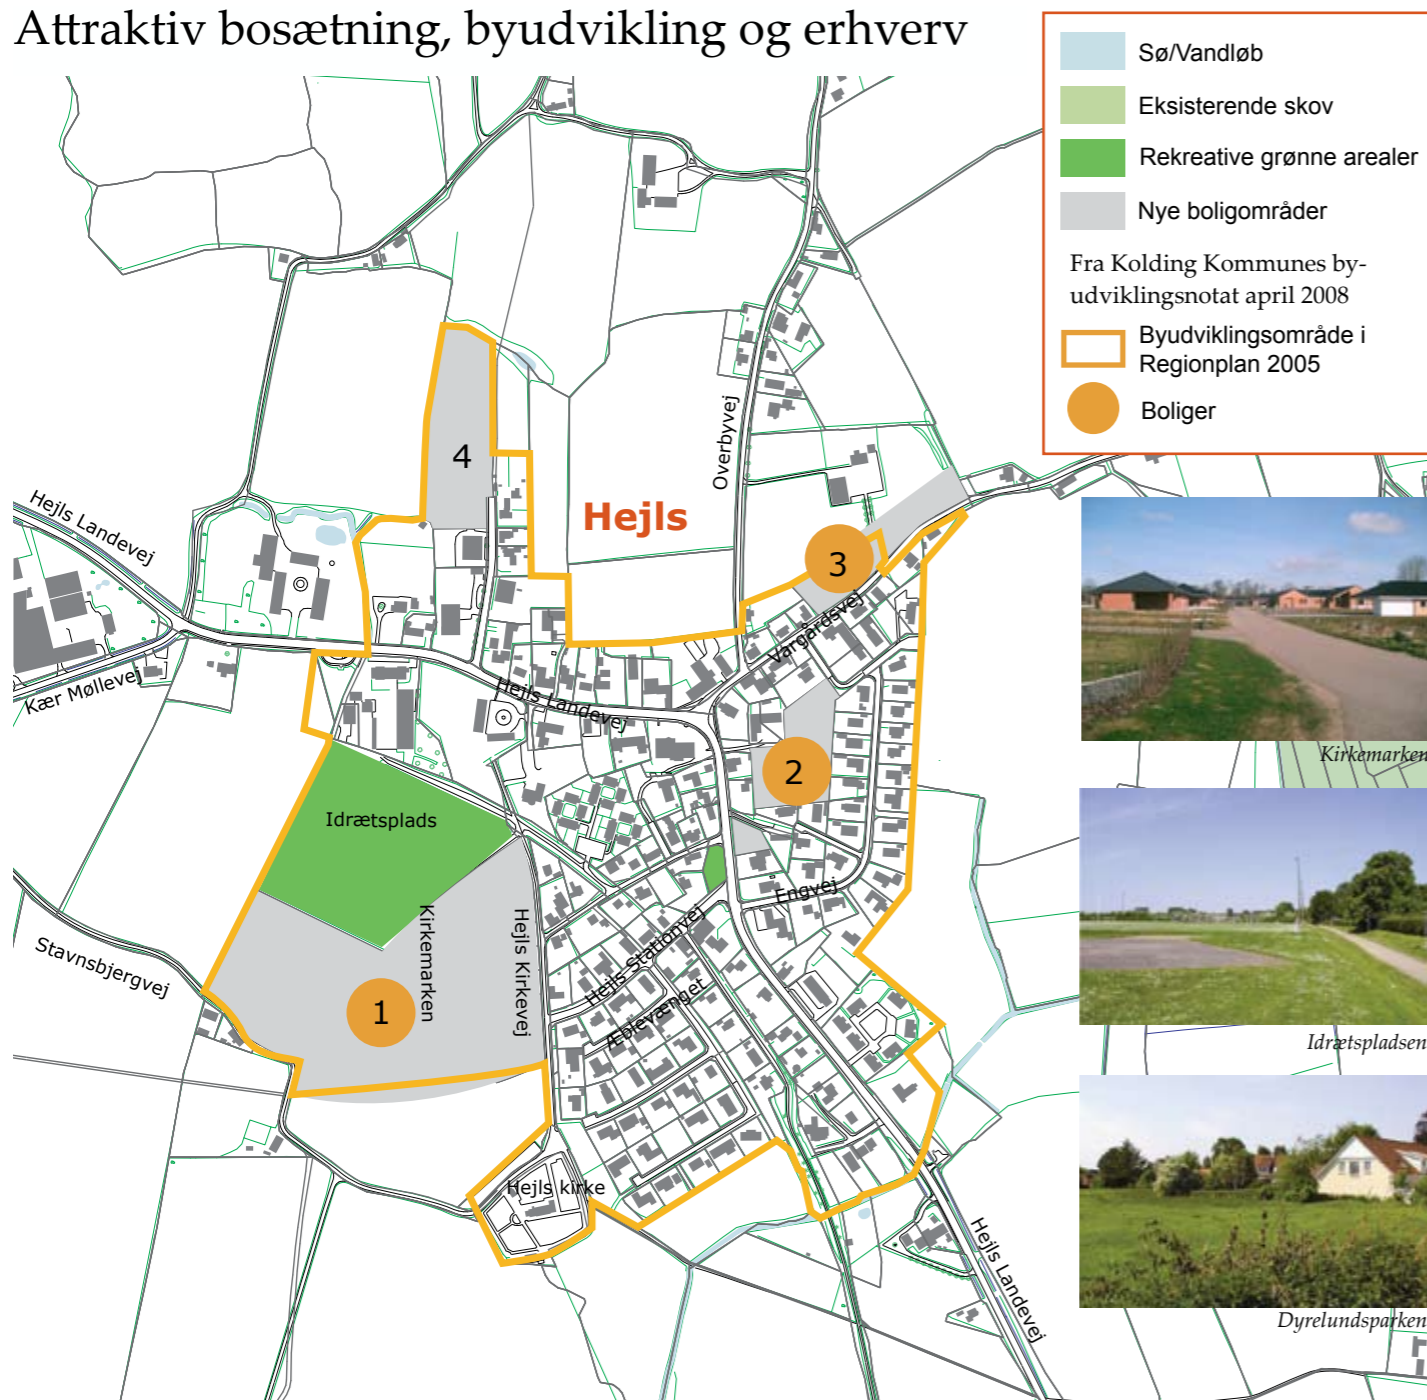 Attraktiv bosætning, byudvikling og erhverv
Sø/Vandløb
Eksisterende skov
Rekreative grønne arealer
Nye boligområder
Fra Kolding Kommunes by-
udviklingsnotat april 2008
Byudviklingsområde i
Regionplan 2005
Boliger
4
Hejls
Overbyvej
Hejls Landevej
3
Vargårdsvej
Kær Møllevej
Hejls Landevej
2
Kirkemarken
Idrætsplads
Engvej
Kirkemarken
Hejls Kirkevej
Hejls Stationvej
Stavnsbjergvej
1
Æblevænget
Idrætspladsen
Hejls kirke
Hejls Landevej
Dyrelundsparken